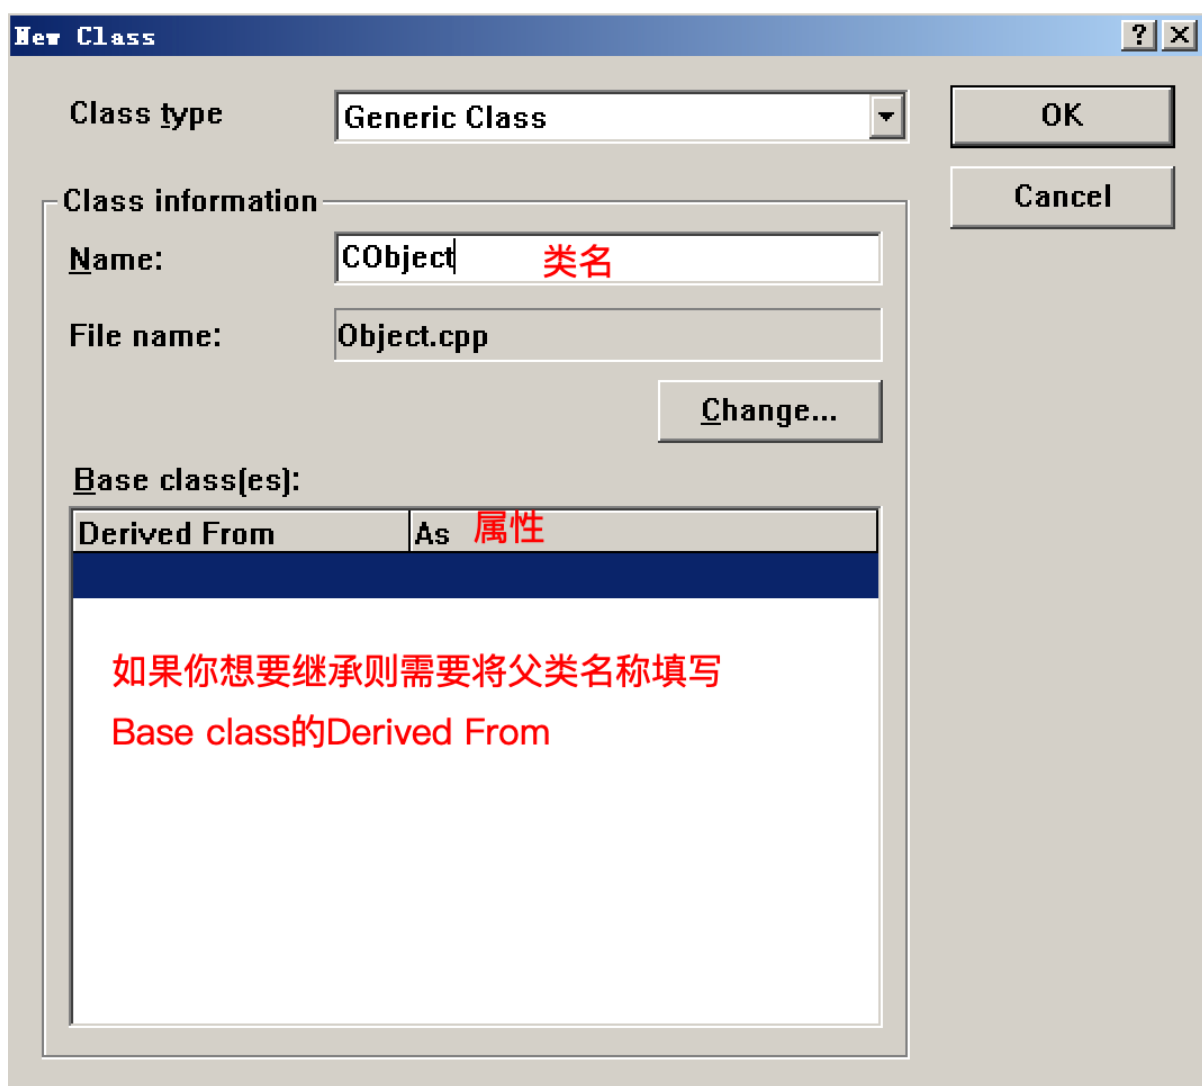 New Class
Class type
Generic Class
OK
Cancel
Class information
Name:
CObject
类名
File name:
Object.cpp
Change...
Base class(es):
Derived From
As
属性
如果你想要继承则需要将父类名称填写
Base class的Derived From